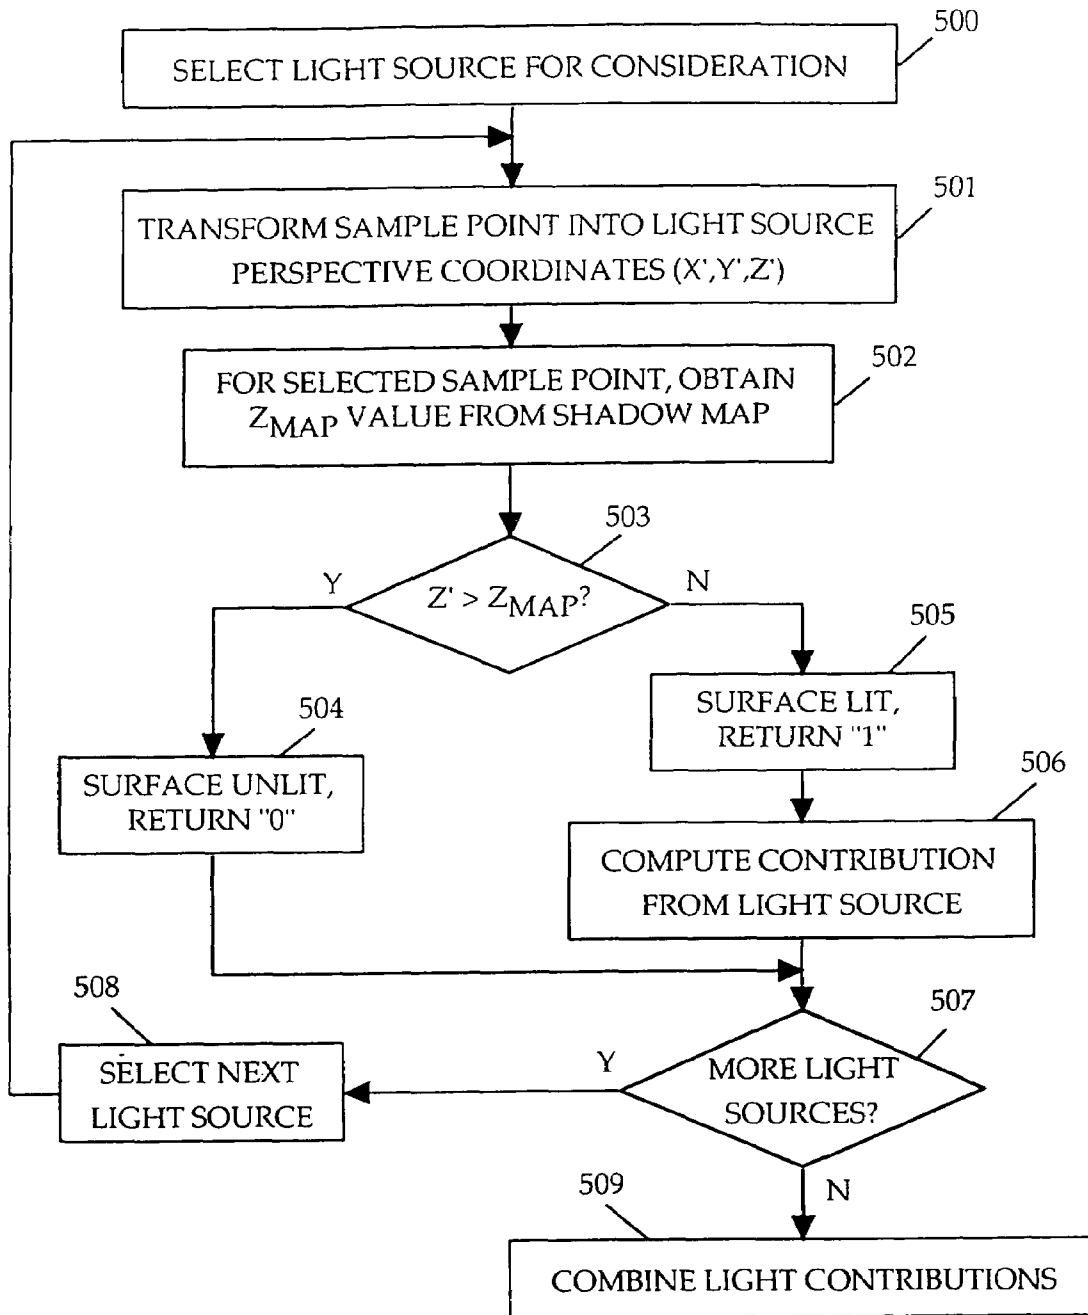 500
SELECT LIGHT SOURCE FOR CONSIDERATION
501
TRANSFORM SAMPLE POINT INTO LIGHT SOURCE
PERSPECTIVE COORDINATES (X',Y',Z')
502
FOR SELECTED SAMPLE POINT, OBTAIN
ZMAP VALUE FROM SHADOW MAP
503
Y
Z' > ZMAP?
N
505
SURFACE LIT,
RETURN "1"
504
SURFACE UNLIT,
RETURN "0"
506
COMPUTE CONTRIBUTION
FROM LIGHT SOURCE
508
SELECT NEXT
LIGHT SOURCE
507
Y
MORE LIGHT
SOURCES?
N
509
COMBINE LIGHT CONTRIBUTIONS